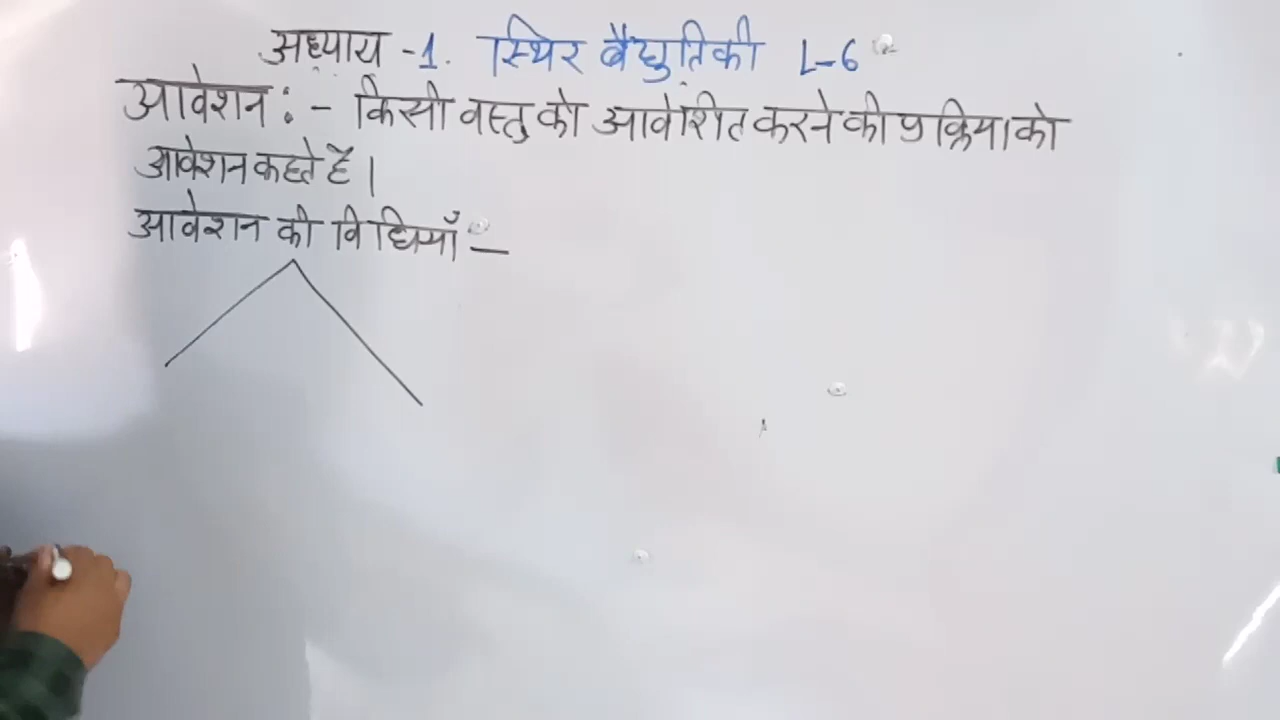 अध्याय -1. स्थिर वैद्युतिकी L-6
आवेशन :- किसी वस्तु को आवेशित करने की प्रक्रिया को
आवेशन कहते हैं |
आवेशन की विधियाँ -